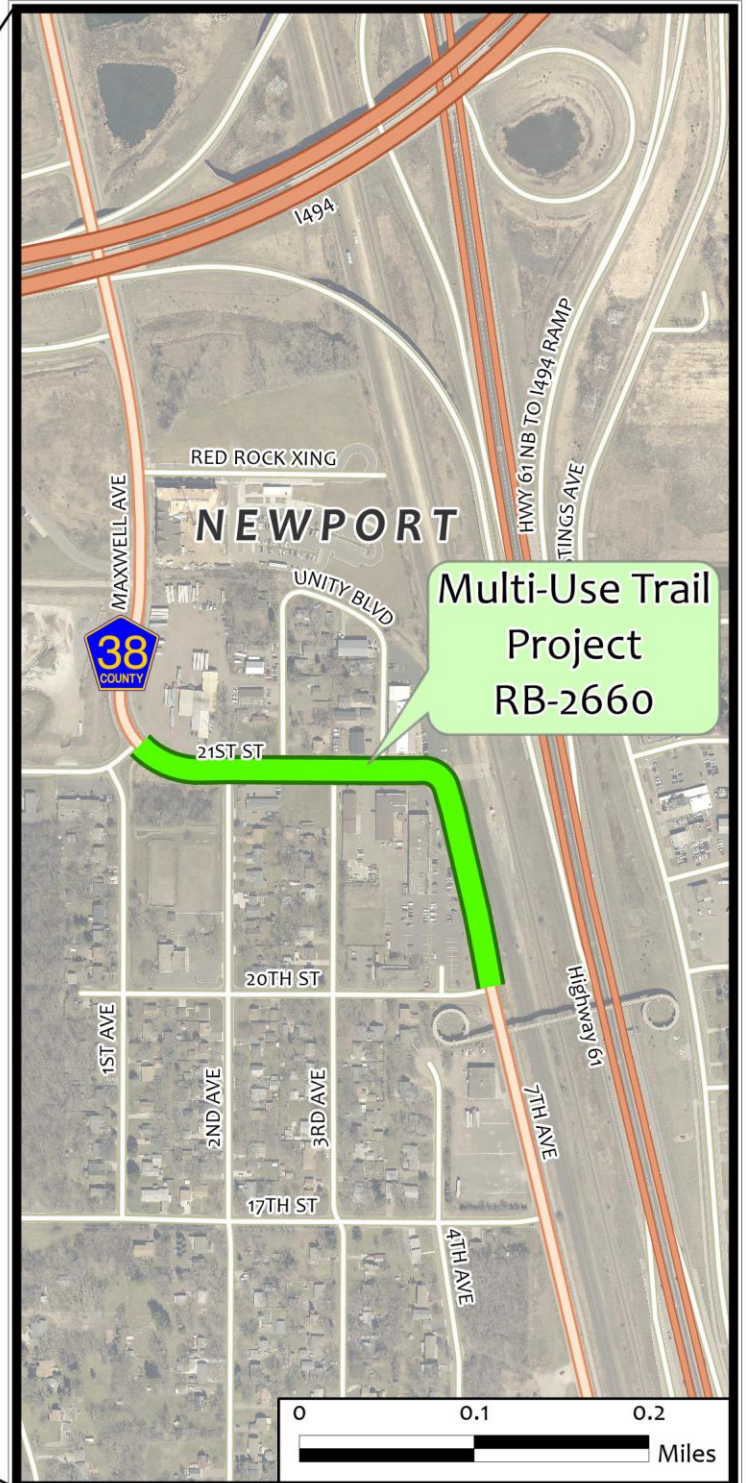 I494
HWY 61 NB TO I494 RAMP
STINGS AVE
RED ROCK XING
NEWPORT
MAXWELL AVE
UNITY BLVD
Multi-Use Trail
Project
RB-2660
38
COUNTY
21ST ST
20TH ST
Highway 61
1ST AVE
2ND AVE
3RD AVE
7TH AVE
17TH ST
4TH AVE
0 0.1 0.2
Miles